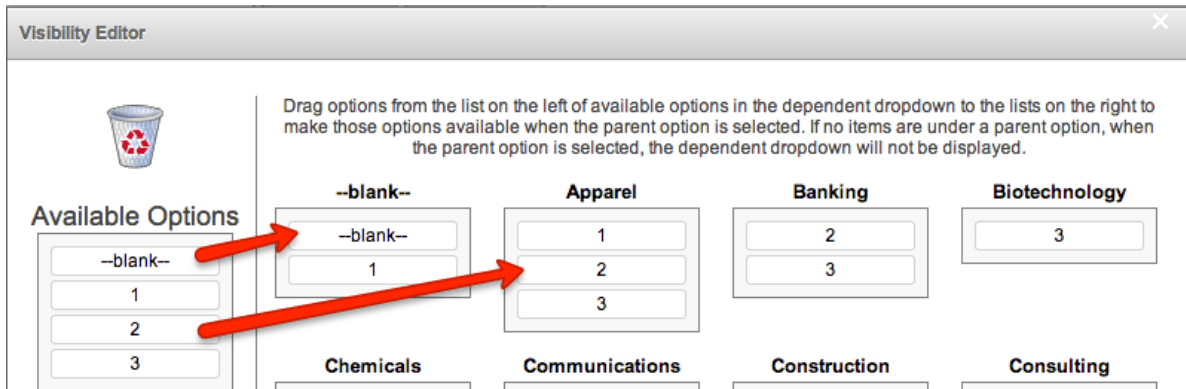 Visibility Editor
Drag options from the list on the left of available options in the dependent dropdown to the lists on the right to
make those options available when the parent option is selected. If no items are under a parent option, when
the parent option is selected, the dependent dropdown will not be displayed.
Available Options
--blank--
1
2
3
--blank--
--blank--
1
Apparel
1
2
3
Banking
2
3
Biotechnology
3
Chemicals
Communications
Construction
Consulting